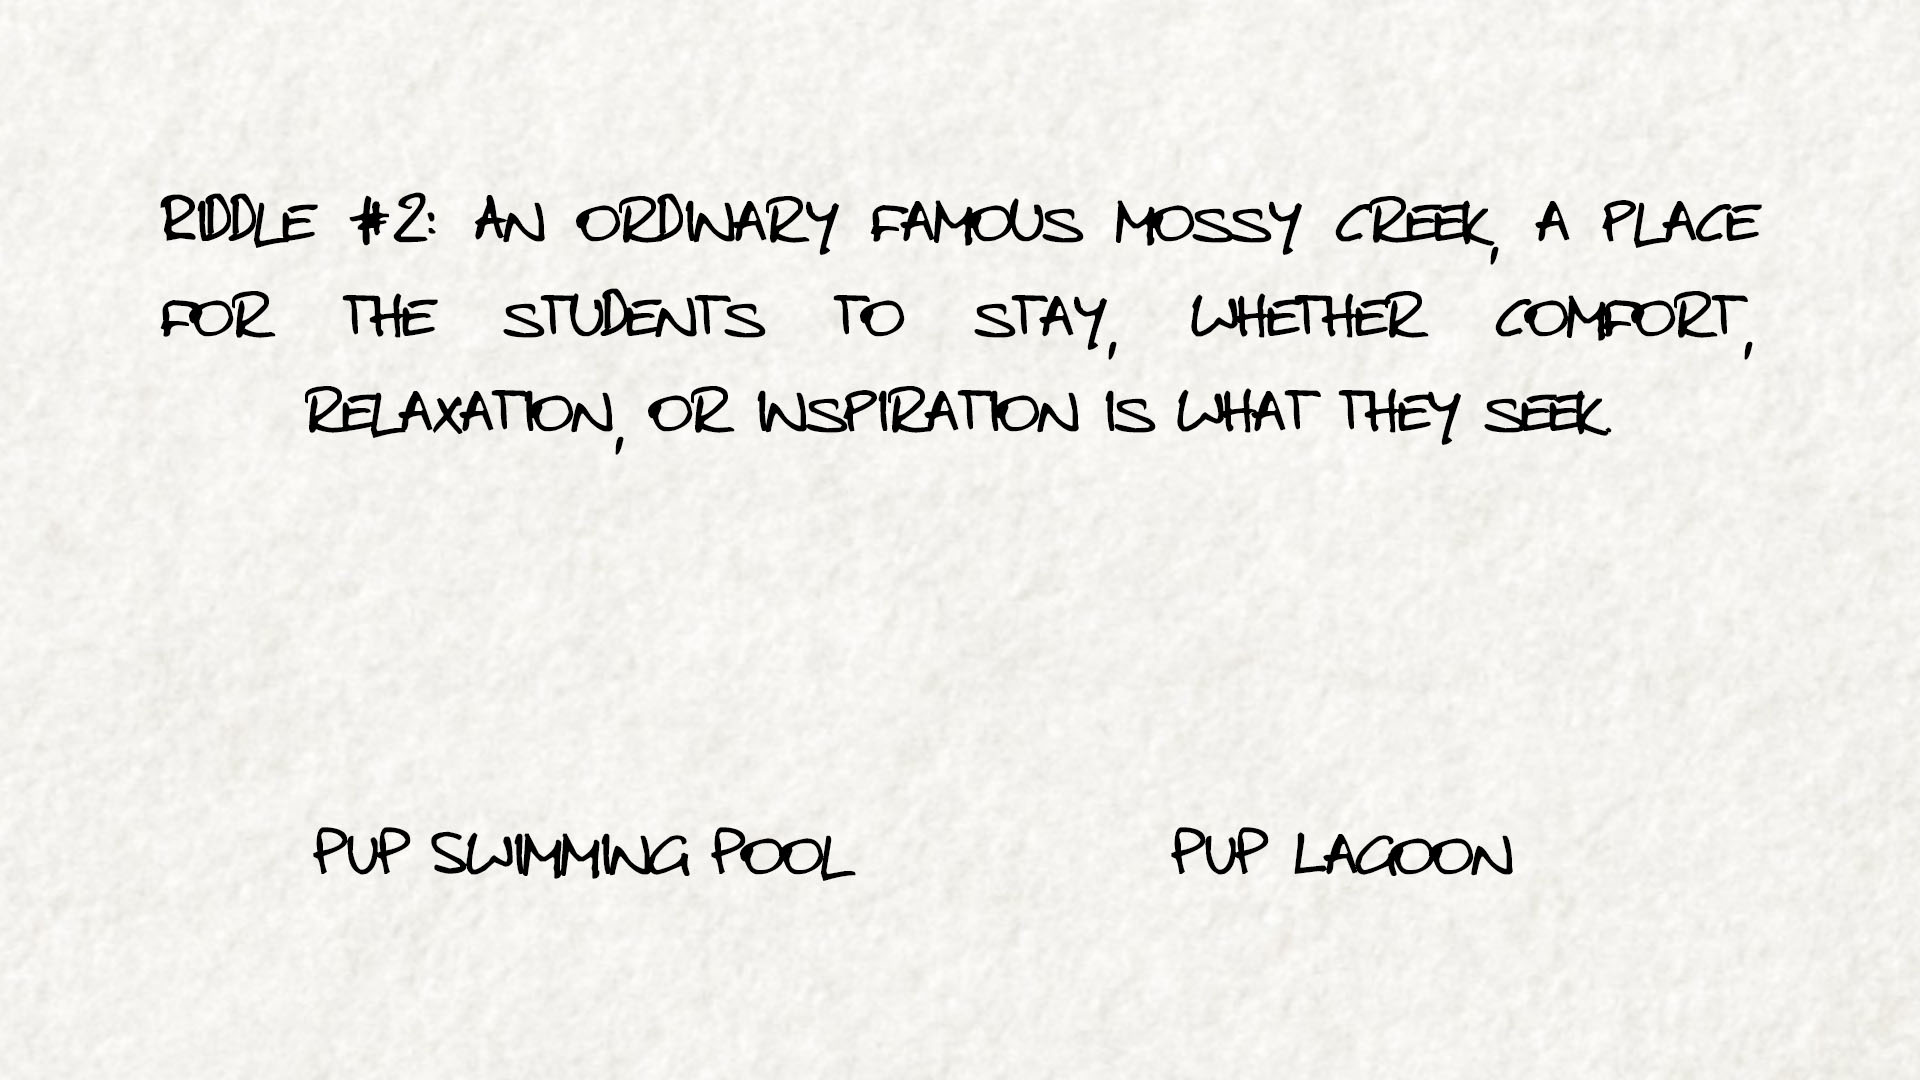 RIDDLE #2: AN ORDINARY FAMOUS MOSSY CREEK, A PLACE
FOR THE STUDENTS TO STAY, WHETHER COMFORT,
RELAXATION, OR INSPIRATION IS WHAT THEY SEEK.
PUP SWIMMING POOL
PUP LAGOON